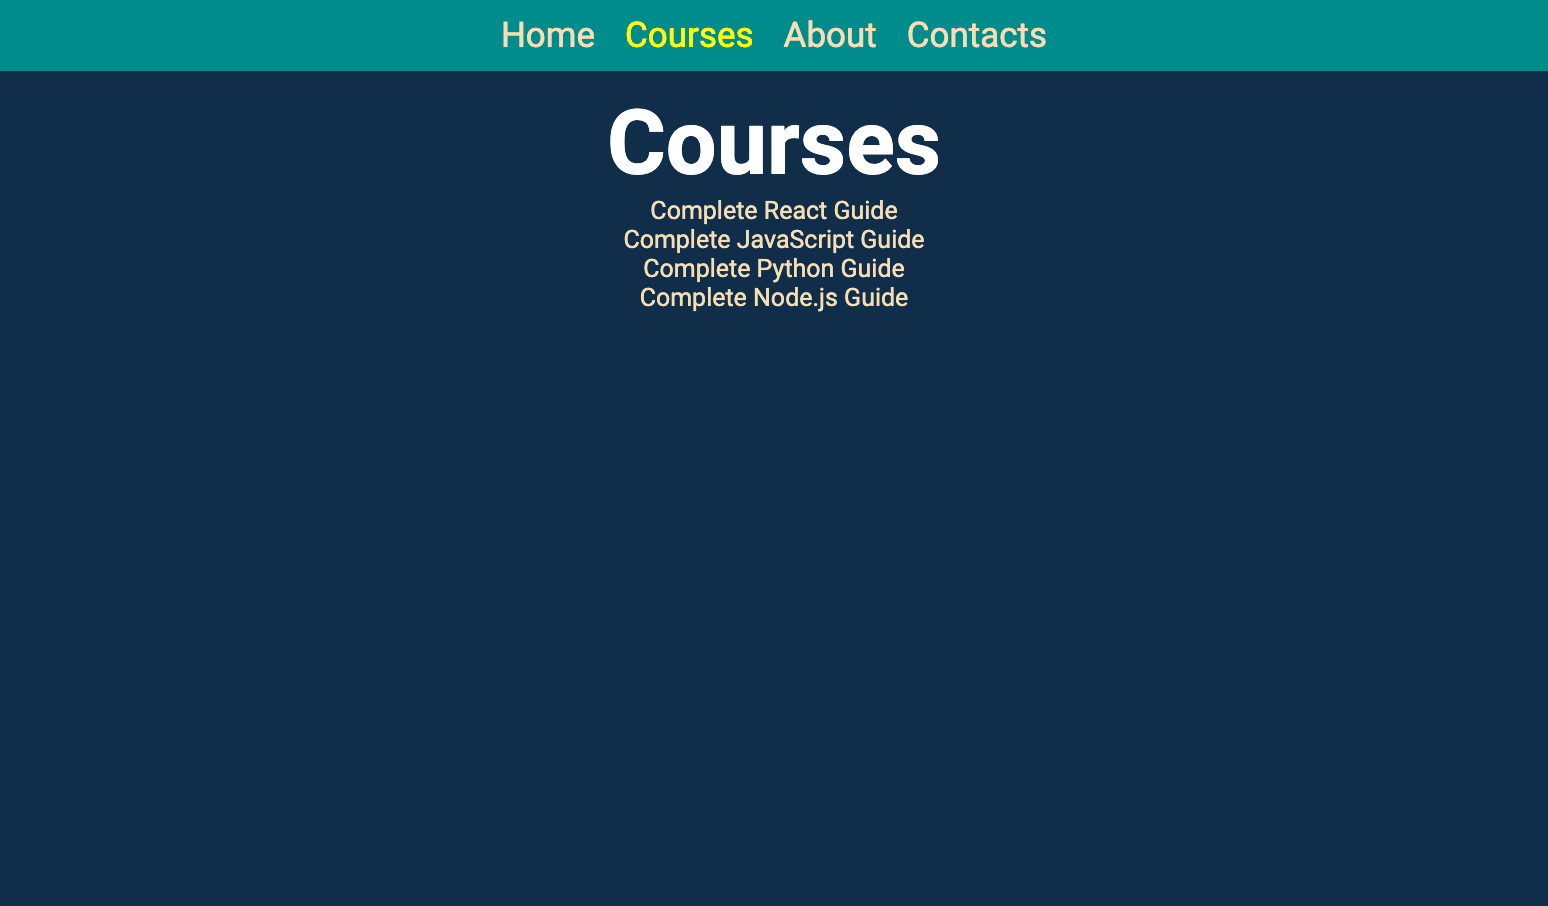 Home Courses About Contacts
Courses
Complete React Guide
Complete JavaScript Guide
Complete Python Guide
Complete Node.js Guide